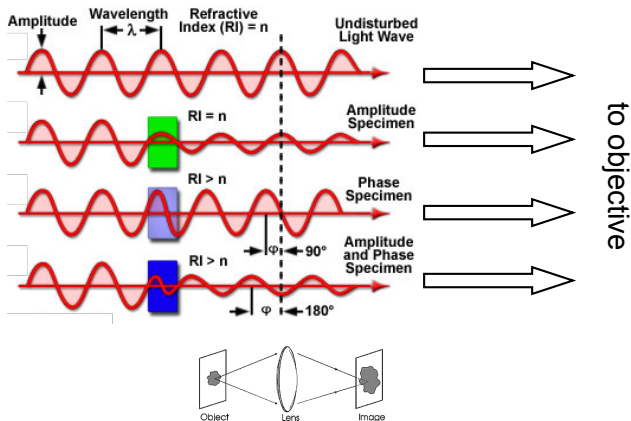 Amplitude
Wavelength
λ
Refractive
Index (RI) = n
Undisturbed
Light Wave
RI = n
Amplitude
Specimen
RI > n
Phase
Specimen
φ
90°
RI > n
Amplitude
and Phase
Specimen
φ
180°
to objective
Object
Lens
Image